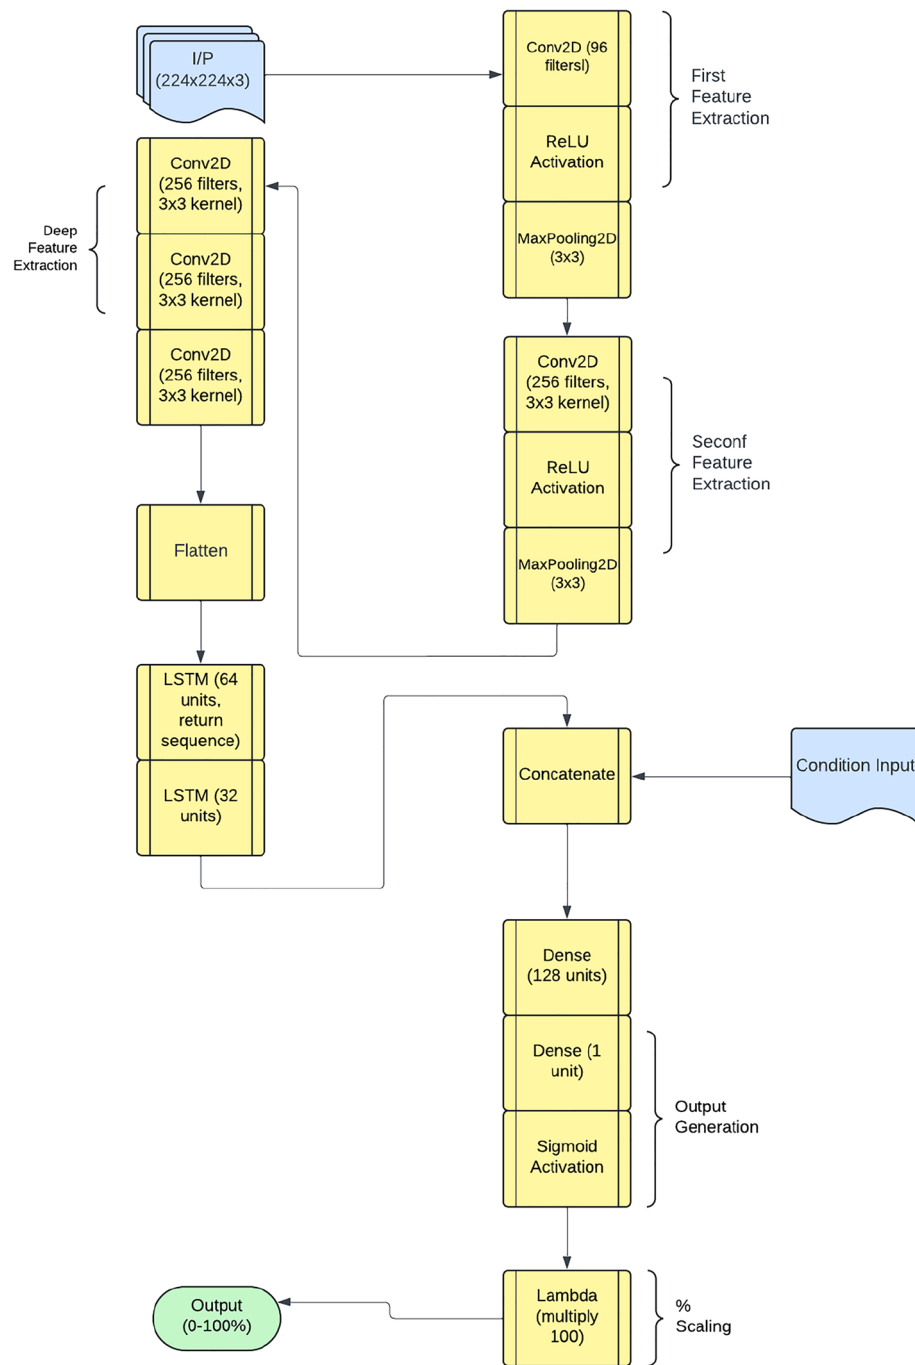 I/P
(224x224x3)
Conv2D (96
filtersl)
ReLU
Activation
MaxPooling2D
(3x3)
First
Feature
Extraction
Conv2D
(256 filters,
3x3 kernel)
ReLU
Activation
MaxPooling2D
(3x3)
Seconf
Feature
Extraction
Conv2D
(256 filters,
3x3 kernel)
Conv2D
(256 filters,
3x3 kernel)
Conv2D
(256 filters,
3x3 kernel)
Deep
Feature
Extraction
Flatten
LSTM (64
units,
return
sequence)
LSTM (32
units)
Concatenate
Condition Input
Dense
(128 units)
Dense (1
unit)
Sigmoid
Activation
Output
Generation
Lambda
(multiply
100)
%
Scaling
Output
(0-100%)